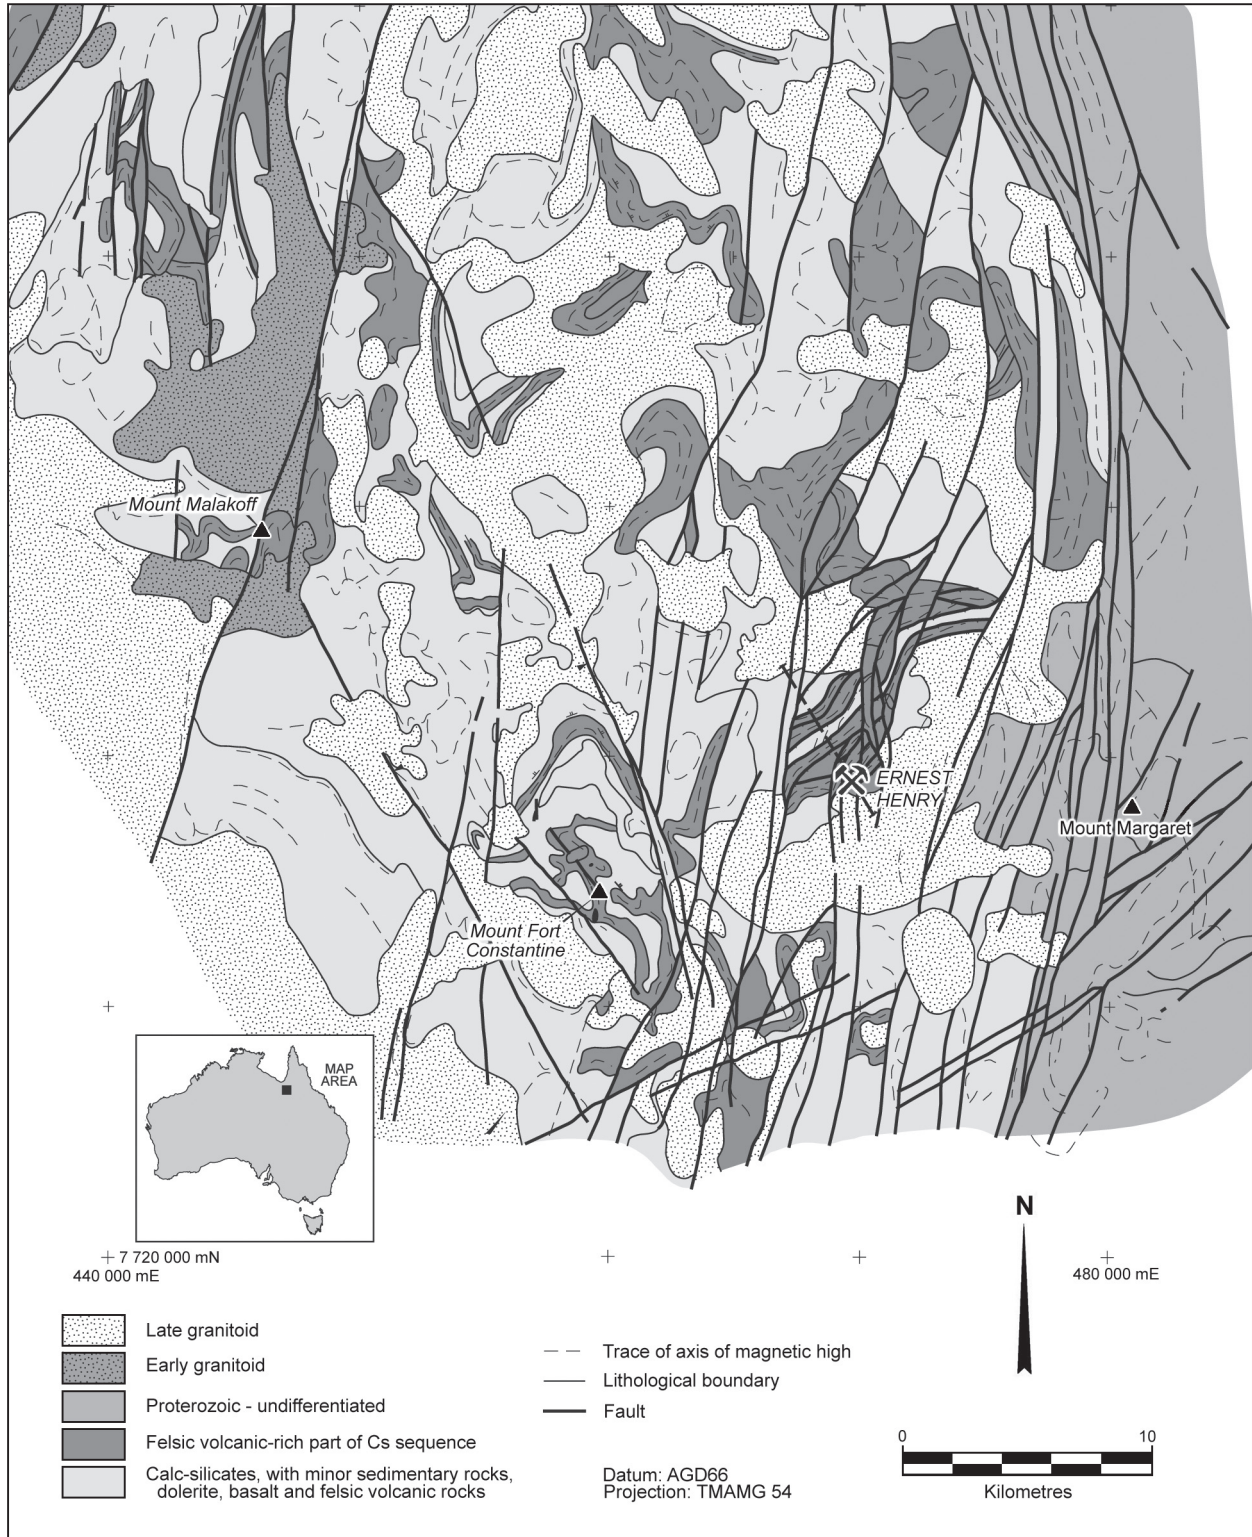 Mount Malakoff
ERNEST
HENRY
Mount Margaret
Mount Fort
Constantine
MAP
AREA
7 720 000 mN
440 000 mE
480 000 mE
N
Late granitoid
Early granitoid
Proterozoic - undifferentiated
Felsic volcanic-rich part of Cs sequence
Calc-silicates, with minor sedimentary rocks,
dolerite, basalt and felsic volcanic rocks
Trace of axis of magnetic high
Lithological boundary
Fault
Datum: AGD66
Projection: TMAMG 54
0 10
Kilometres